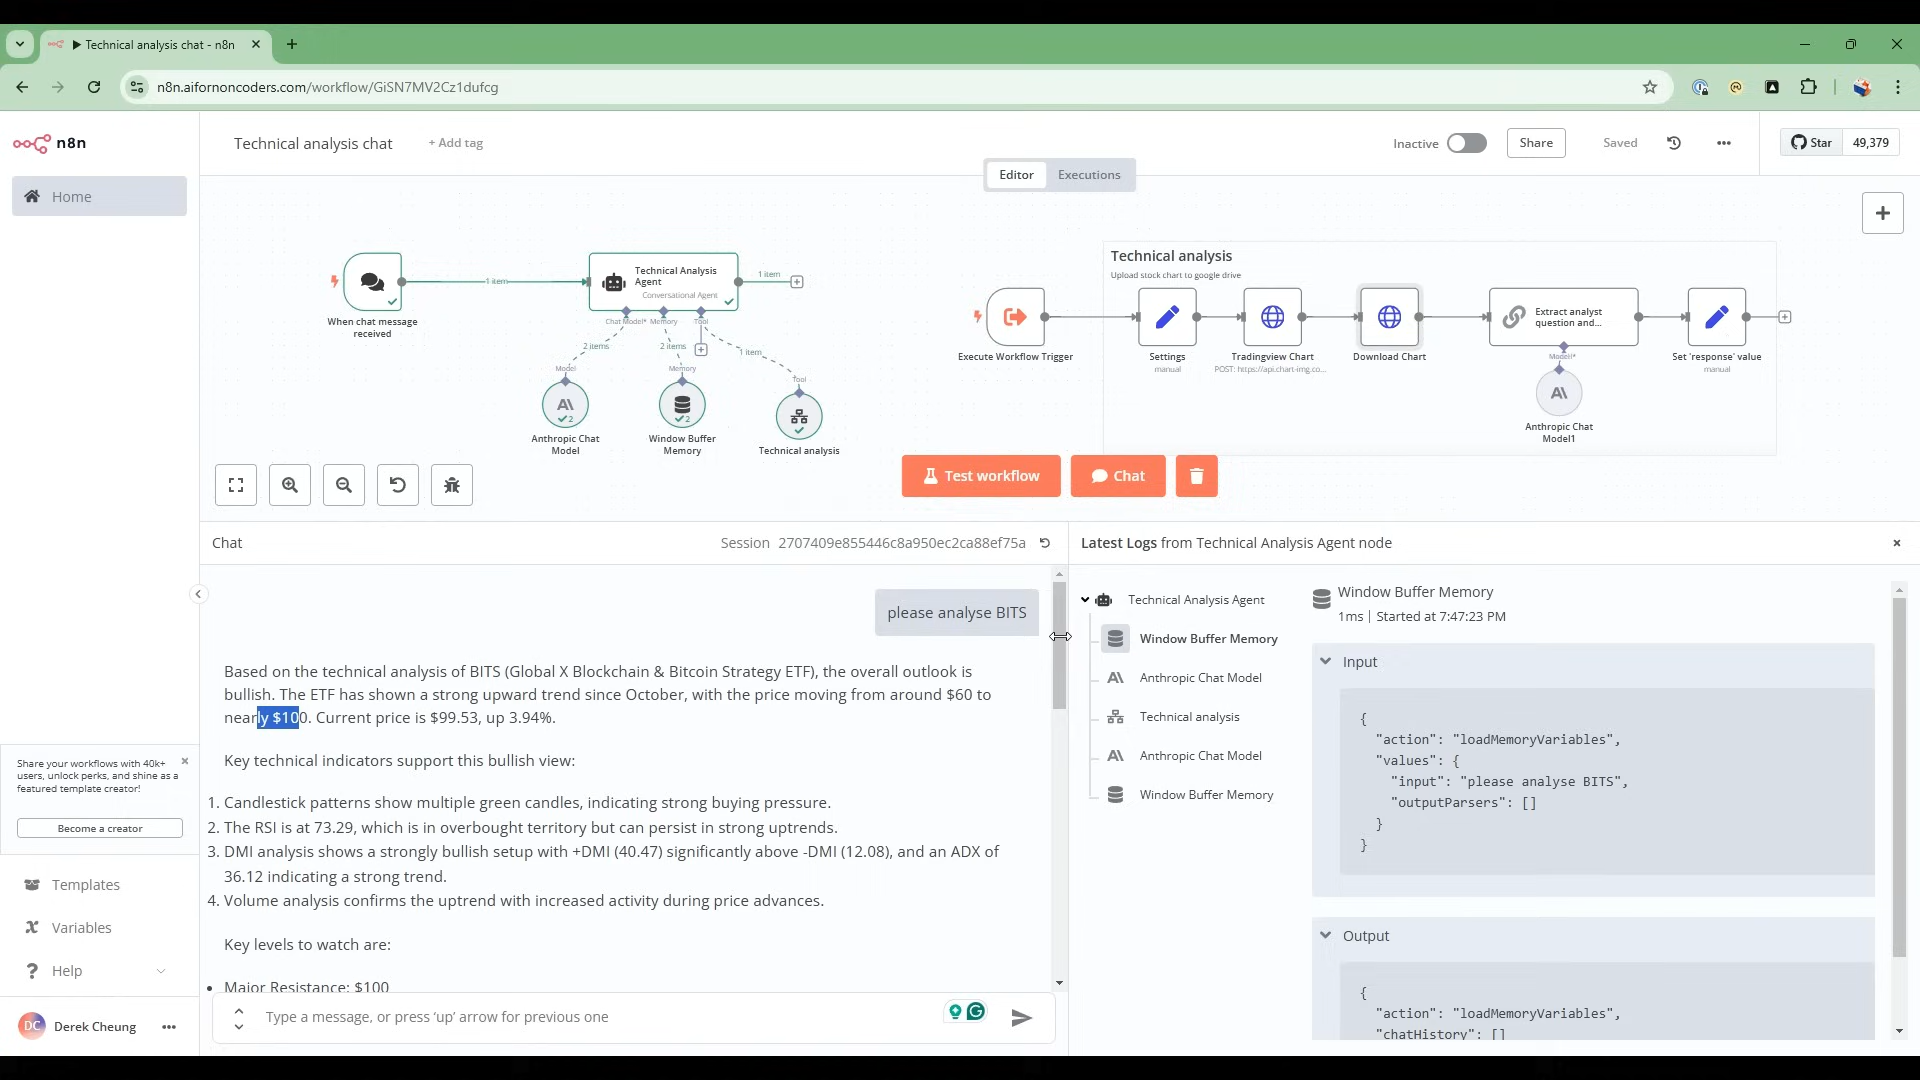 Technical analysis chat - n8n
n8n.aifornoncoders.com/workflow/GiSN7MV2Cz1dufcg
n8n
Technical analysis chat
+ Add tag
Inactive
Share
Saved
Star
49,379
Editor
Executions
Home
1 item
Technical Analysis
Agent
Conversational Agent
1 item
When chat message
received
Chat Model*
Memory
Tool
2 items
2 items
1 item
Model
Memory
Tool
2
2
Anthropic Chat
Model
Window Buffer
Memory
Technical analysis
Technical analysis
Upload stock chart to google drive
Execute Workflow Trigger
Settings
manual
Tradingview Chart
POST: https://api.chart-img.co...
Download Chart
Extract analyst
question and...
Model*
Anthropic Chat
Model1
Set 'response' value
manual
Test workflow
Chat
Chat
Session 2707409e855446c8a950ec2ca88ef75a
please analyse BITS
Based on the technical analysis of BITS (Global X Blockchain & Bitcoin Strategy ETF), the overall outlook is
bullish. The ETF has shown a strong upward trend since October, with the price moving from around $60 to
nearly $100. Current price is $99.53, up 3.94%.
Key technical indicators support this bullish view:
1. Candlestick patterns show multiple green candles, indicating strong buying pressure.
2. The RSI is at 73.29, which is in overbought territory but can persist in strong uptrends.
3. DMI analysis shows a strongly bullish setup with +DMI (40.47) significantly above -DMI (12.08), and an ADX of
36.12 indicating a strong trend.
4. Volume analysis confirms the uptrend with increased activity during price advances.
Key levels to watch are:
• Major Resistance: $100
Type a message, or press 'up' arrow for previous one
Latest Logs from Technical Analysis Agent node
Technical Analysis Agent
Window Buffer Memory
Anthropic Chat Model
Technical analysis
Anthropic Chat Model
Window Buffer Memory
Window Buffer Memory
1ms | Started at 7:47:23 PM
Input
{
"action": "loadMemoryVariables",
"values": {
"input": "please analyse BITS",
"outputParsers": []
}
}
Output
{
"action": "loadMemoryVariables",
"chatHistory": []
Share your workflows with 40k+
users, unlock perks, and shine as a
featured template creator!
Become a creator
Templates
Variables
Help
DC
Derek Cheung